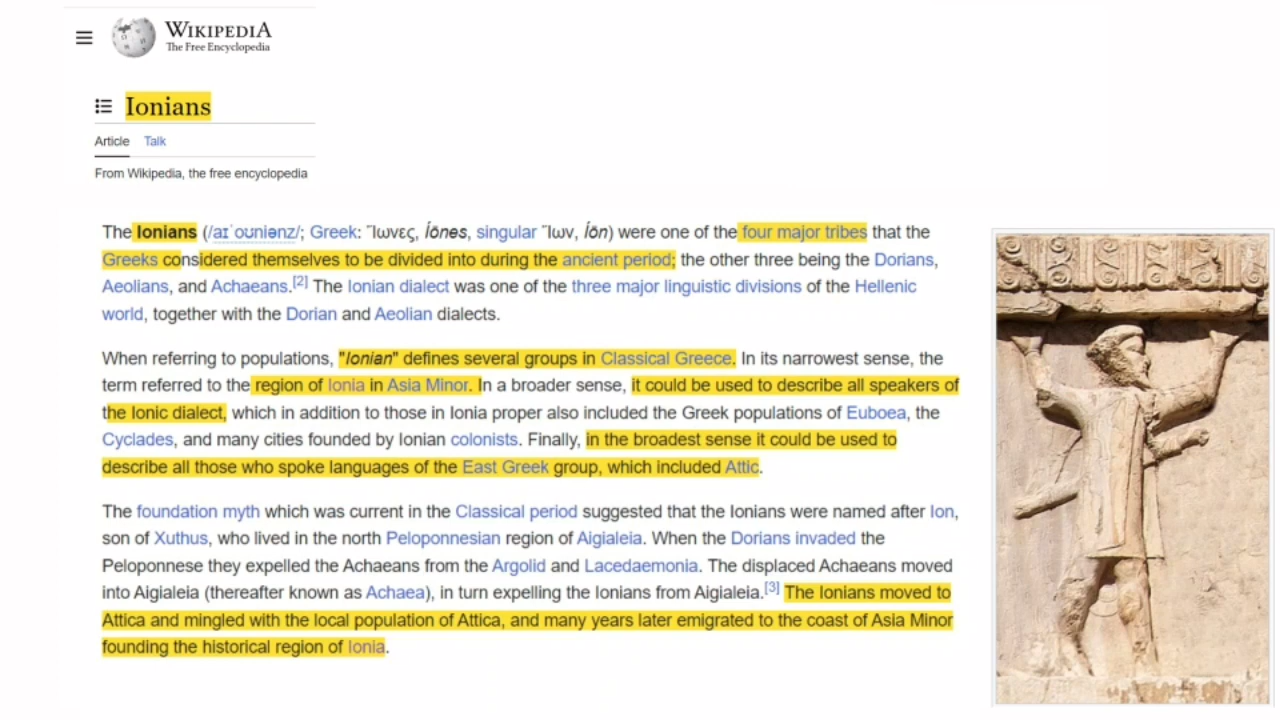 WIKIPEDIA
The Free Encyclopedia
Ionians
Article Talk
From Wikipedia, the free encyclopedia
The Ionians (/aɪˈoʊniənz/; Greek: Ἴωνες, Íōnes, singular Ἴων, Íōn) were one of the four major tribes that the
Greeks considered themselves to be divided into during the ancient period; the other three being the Dorians,
Aeolians, and Achaeans.[2] The Ionian dialect was one of the three major linguistic divisions of the Hellenic
world, together with the Dorian and Aeolian dialects.
When referring to populations, "Ionian" defines several groups in Classical Greece. In its narrowest sense, the
term referred to the region of Ionia in Asia Minor. In a broader sense, it could be used to describe all speakers of
the Ionic dialect, which in addition to those in Ionia proper also included the Greek populations of Euboea, the
Cyclades, and many cities founded by Ionian colonists. Finally, in the broadest sense it could be used to
describe all those who spoke languages of the East Greek group, which included Attic.
The foundation myth which was current in the Classical period suggested that the Ionians were named after Ion,
son of Xuthus, who lived in the north Peloponnesian region of Aigialeia. When the Dorians invaded the
Peloponnese they expelled the Achaeans from the Argolid and Lacedaemonia. The displaced Achaeans moved
into Aigialeia (thereafter known as Achaea), in turn expelling the Ionians from Aigialeia.[3] The Ionians moved to
Attica and mingled with the local population of Attica, and many years later emigrated to the coast of Asia Minor
founding the historical region of Ionia.